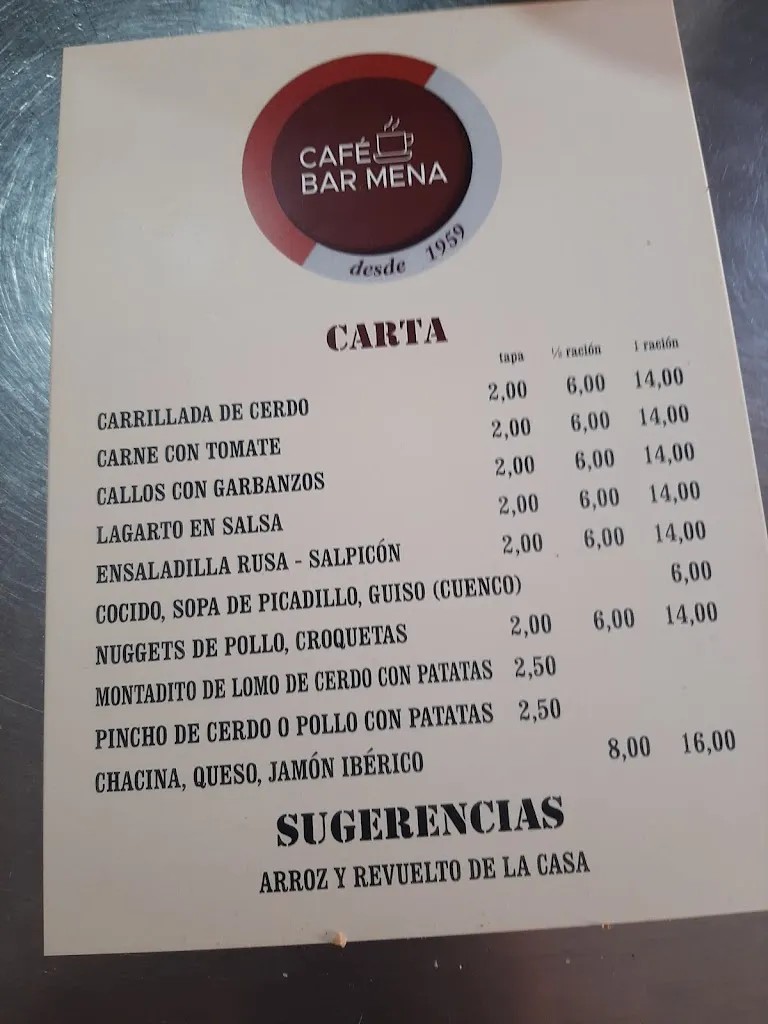 CAFÉ
BAR MENA
desde 1959
CARTA
tapa ½ ración 1 ración
CARRILLADA DE CERDO 2,00 6,00 14,00
CARNE CON TOMATE 2,00 6,00 14,00
CALLOS CON GARBANZOS 2,00 6,00 14,00
LAGARTO EN SALSA 2,00 6,00 14,00
ENSALADILLA RUSA - SALPICÓN 2,00 6,00 14,00
COCIDO, SOPA DE PICADILLO, GUISO (CUENCO) 6,00
NUGGETS DE POLLO, CROQUETAS 2,00 6,00 14,00
MONTADITO DE LOMO DE CERDO CON PATATAS 2,50
PINCHO DE CERDO O POLLO CON PATATAS 2,50
CHACINA, QUESO, JAMÓN IBÉRICO 8,00 16,00
SUGERENCIAS
ARROZ Y REVUELTO DE LA CASA